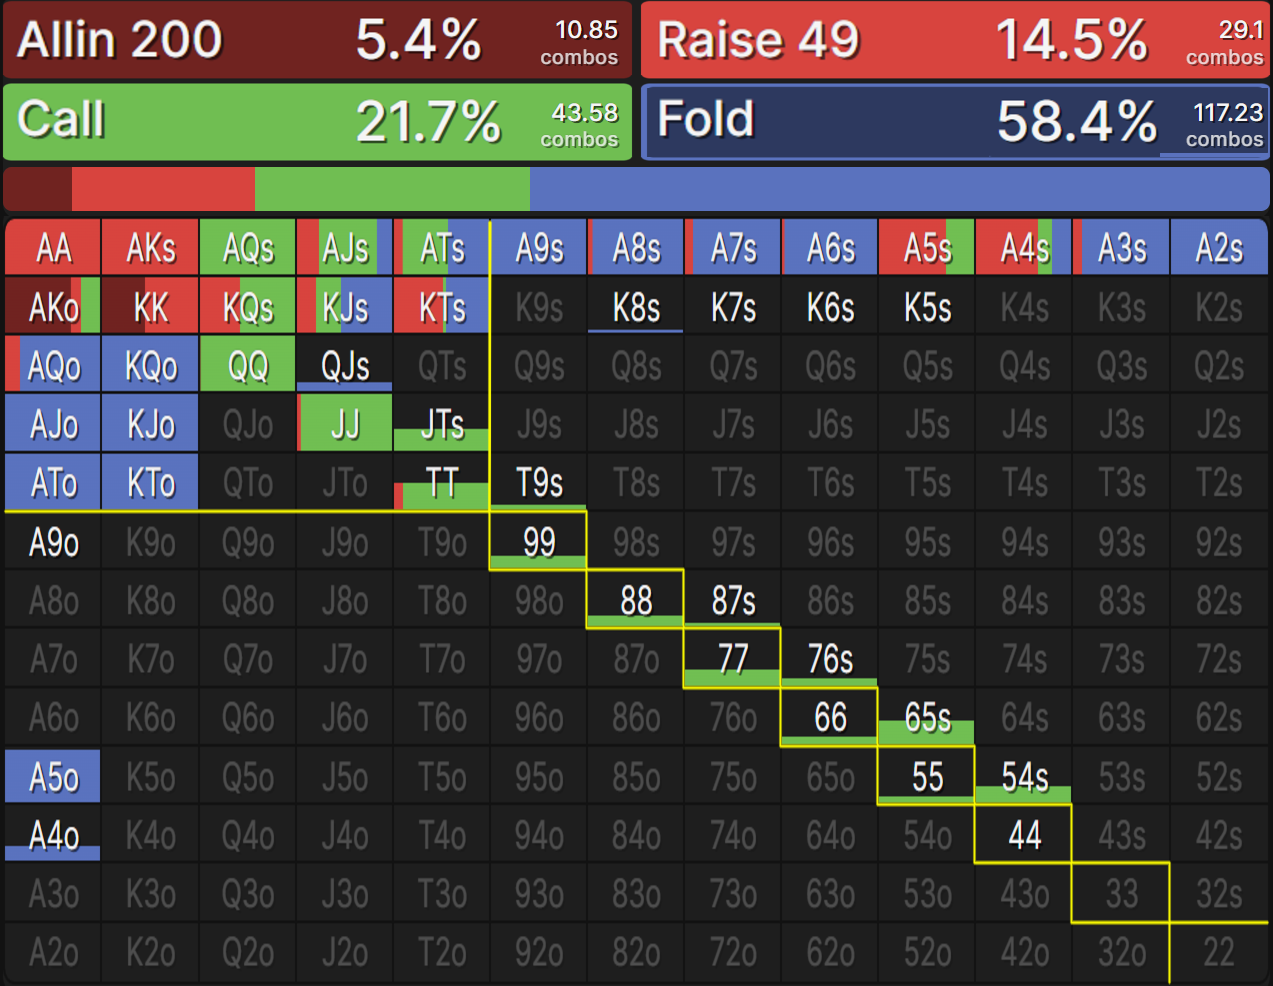 Allin 200 5.4% 10.85 combos
Raise 49 14.5% 29.1 combos
Call 21.7% 43.58 combos
Fold 58.4% 117.23 combos
AA AKs AQs AJs ATs A9s A8s A7s A6s A5s A4s A3s A2s
AKo KK KQs KJs KTs K9s K8s K7s K6s K5s K4s K3s K2s
AQo KQo QQ QJs QTs Q9s Q8s Q7s Q6s Q5s Q4s Q3s Q2s
AJo KJo QJo JJ JTs J9s J8s J7s J6s J5s J4s J3s J2s
ATo KTo QTo JTo TT T9s T8s T7s T6s T5s T4s T3s T2s
A9o K9o Q9o J9o T9o 99 98s 97s 96s 95s 94s 93s 92s
A8o K8o Q8o J8o T8o 98o 88 87s 86s 85s 84s 83s 82s
A7o K7o Q7o J7o T7o 97o 87o 77 76s 75s 74s 73s 72s
A6o K6o Q6o J6o T6o 96o 86o 76o 66 65s 64s 63s 62s
A5o K5o Q5o J5o T5o 95o 85o 75o 65o 55 54s 53s 52s
A4o K4o Q4o J4o T4o 94o 84o 74o 64o 54o 44 43s 42s
A3o K3o Q3o J3o T3o 93o 83o 73o 63o 53o 43o 33 32s
A2o K2o Q2o J2o T2o 92o 82o 72o 62o 52o 42o 32o 22